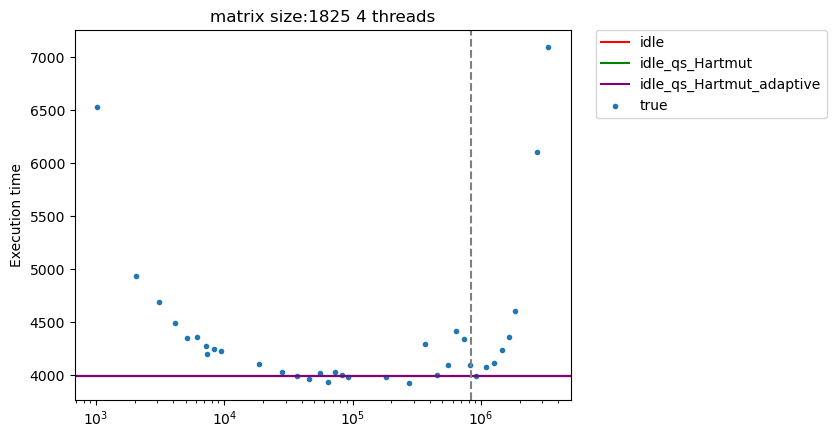 matrix size:1825 4 threads
idle
idle_qs_Hartmut
idle_qs_Hartmut_adaptive
true
Execution time
7000
6500
6000
5500
5000
4500
4000
10³
10⁴
10⁵
10⁶